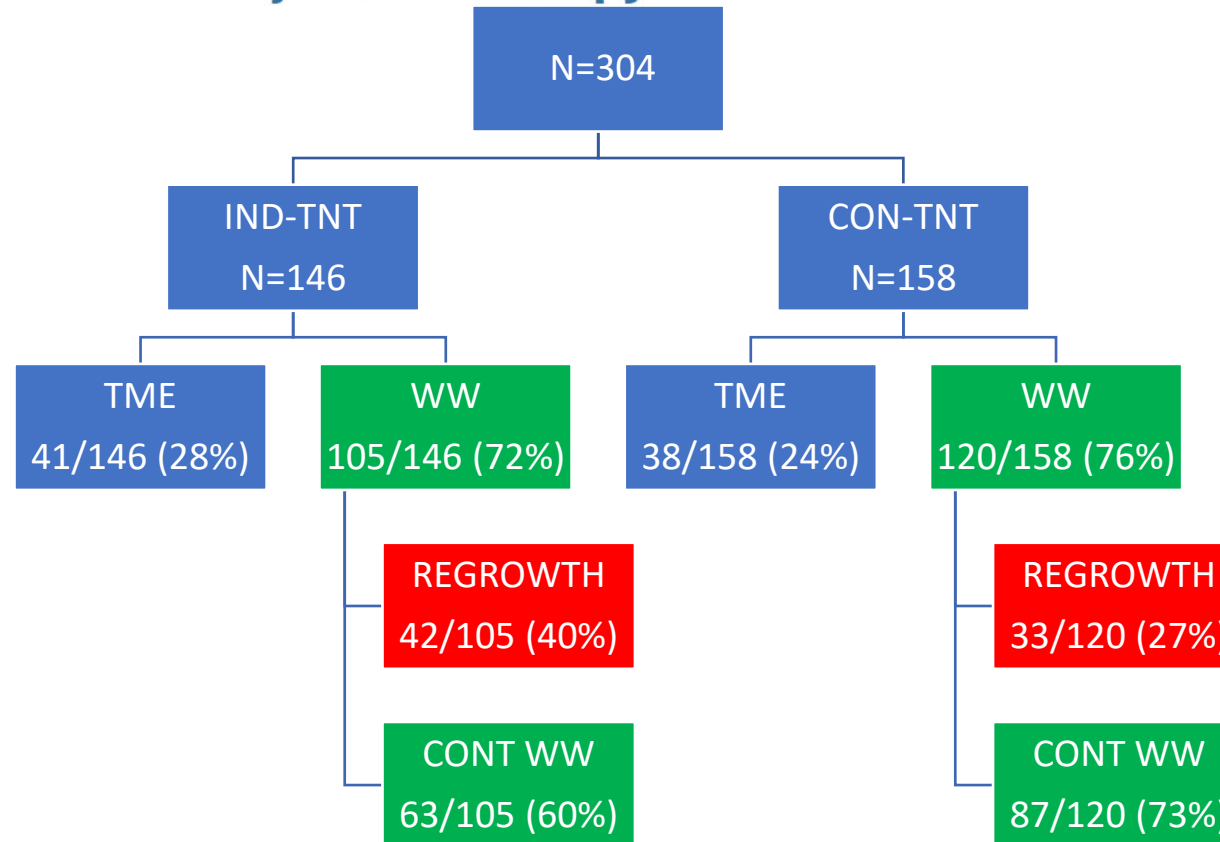 N=304
IND-TNT
N=146
CON-TNT
N=158
TME
41/146 (28%)
WW
105/146 (72%)
TME
38/158 (24%)
WW
120/158 (76%)
REGROWTH
42/105 (40%)
REGROWTH
33/120 (27%)
CONT WW
63/105 (60%)
CONT WW
87/120 (73%)